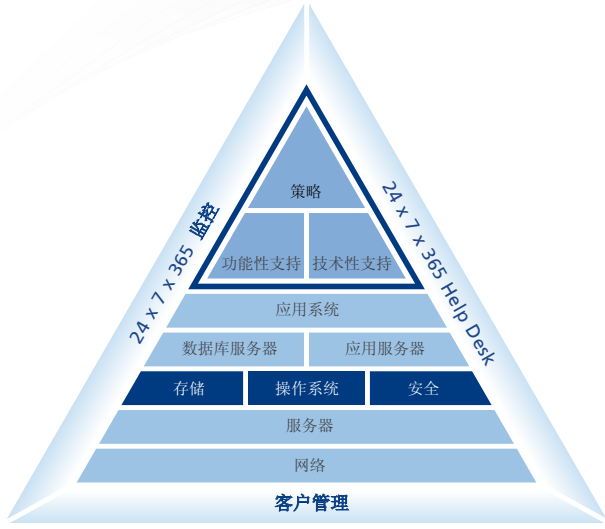 策略
功能性支持 技术性支持
应用系统
数据库服务器 应用服务器
存储 操作系统 安全
服务器
网络
客户管理
24 x 7 x 365 监控
24 x 7 x 365 Help Desk